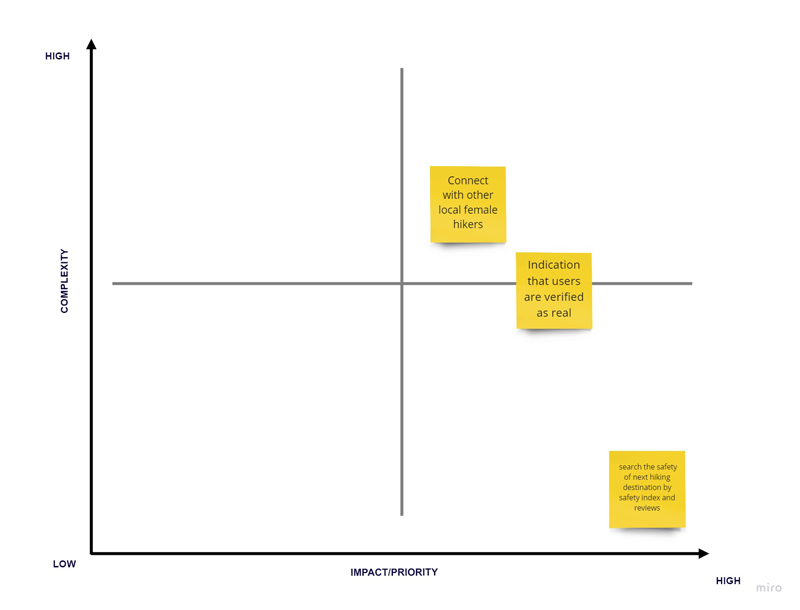 HIGH
Connect
with other
local female
hikers
Indication
that users
are verified
as real
COMPLEXITY
search the safety
of next hiking
destination by
safety index and
reviews
LOW
IMPACT/PRIORITY
HIGH
miro